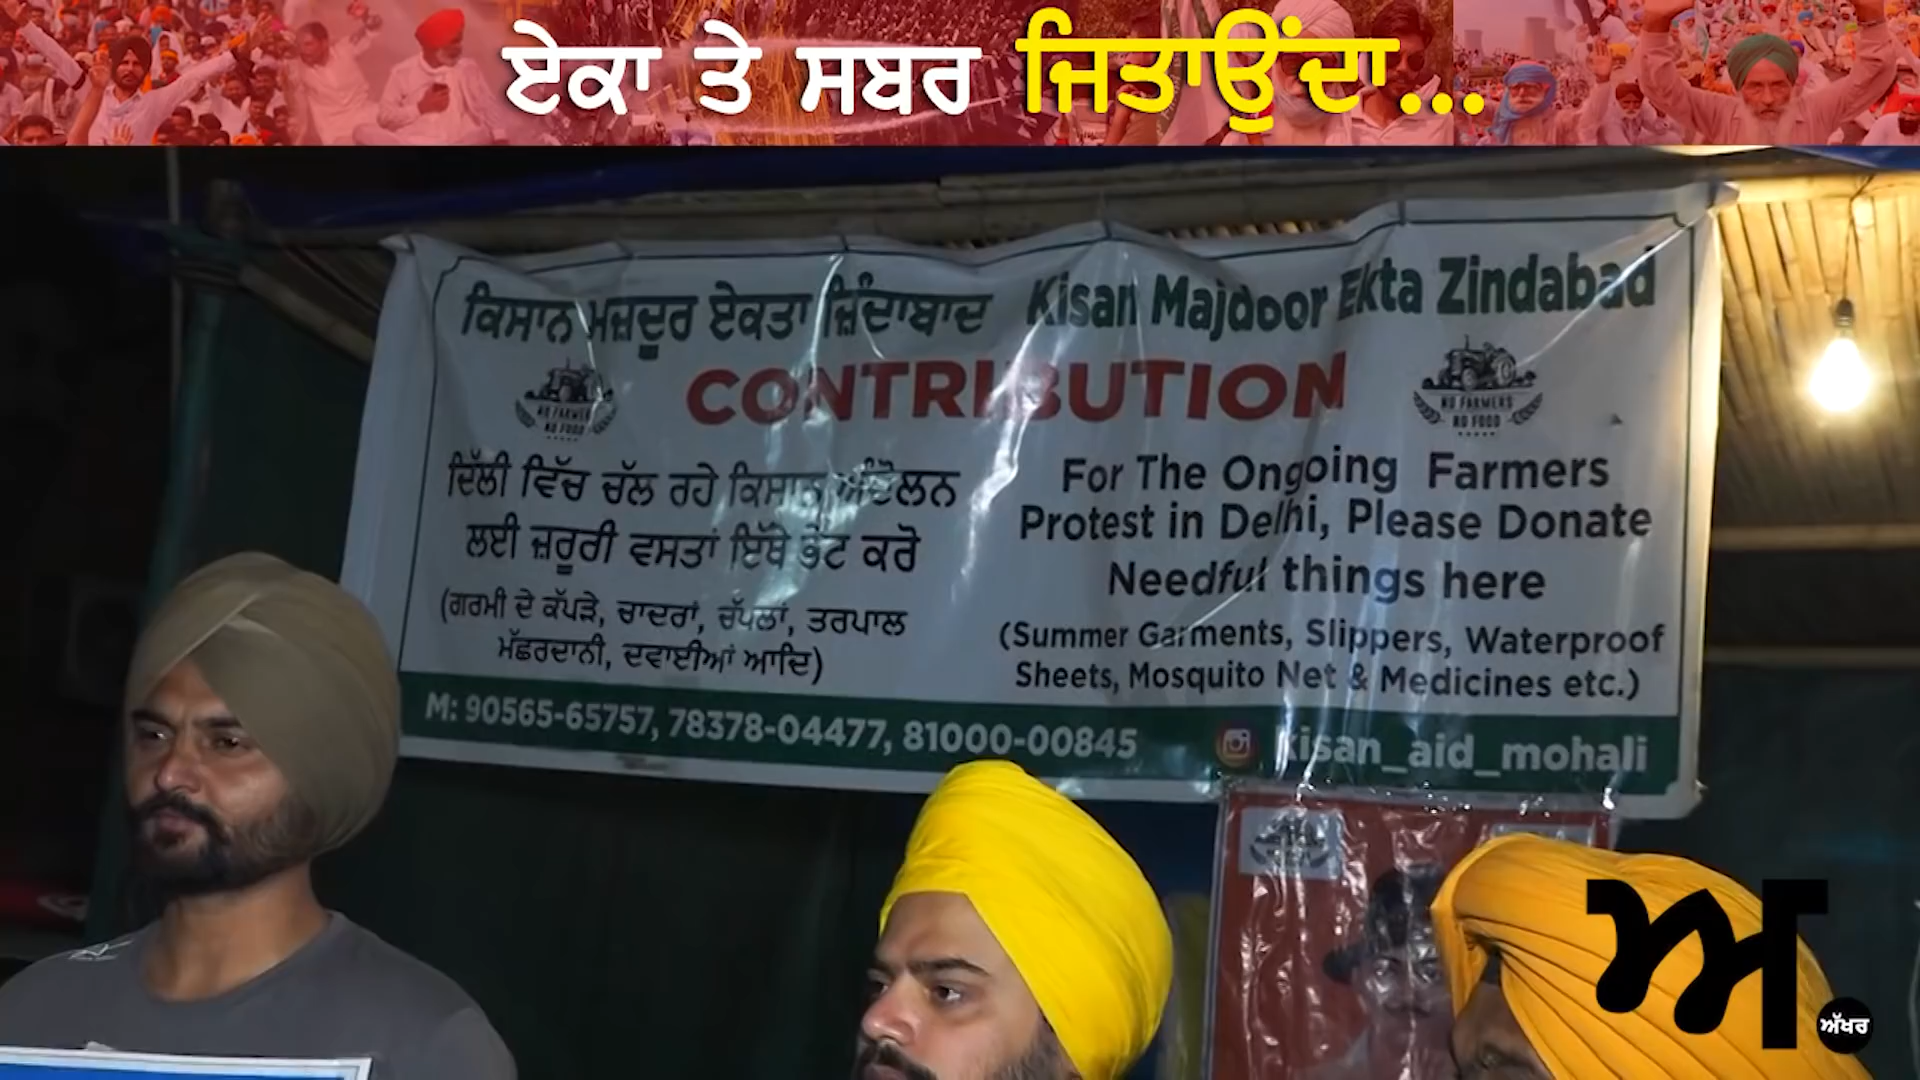 ਏਕਾ ਤੇ ਸਬਰ ਜਿਤਾਉਂਦਾ...
ਕਿਸਾਨ ਮਜ਼ਦੂਰ ਏਕਤਾ ਜ਼ਿੰਦਾਬਾਦ Kisan Majdoor Ekta Zindabad
CONTRIBUTION
NO FARMERS
NO FOOD
NO FARMERS
NO FOOD
ਦਿੱਲੀ ਵਿੱਚ ਚੱਲ ਰਹੇ ਕਿਸਾਨ ਅੰਦੋਲਨ
ਲਈ ਜ਼ਰੂਰੀ ਵਸਤਾਂ ਇੱਥੇ ਭੇਟ ਕਰੋ
(ਗਰਮੀ ਦੇ ਕੱਪੜੇ, ਚਾਦਰਾਂ, ਚੱਪਲਾਂ, ਤਰਪਾਲ
ਮੱਛਰਦਾਨੀ, ਦਵਾਈਆਂ ਆਦਿ)
For The Ongoing Farmers
Protest in Delhi, Please Donate
Needful things here
(Summer Garments, Slippers, Waterproof
Sheets, Mosquito Net & Medicines etc.)
M: 90565-65757, 78378-04477, 81000-00845 kisan_aid_mohali
ਅ
ਅੱਖਰ